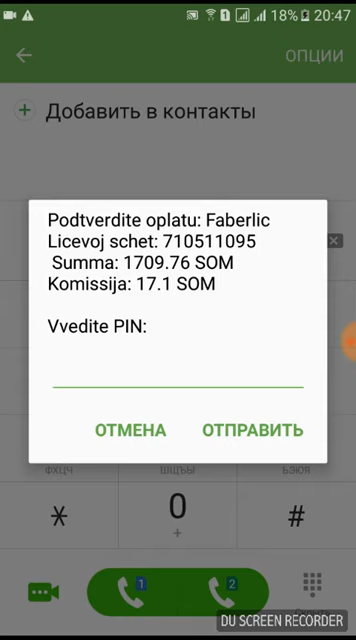 1 18% 20:47
ОПЦИИ
+ Добавить в контакты
Podtverdite oplatu: Faberlic
Licevoj schet: 710511095
Summa: 1709.76 SOM
Komissija: 17.1 SOM
Vvedite PIN:
ОТМЕНА ОТПРАВИТЬ
ФХЦЧ ШЩЪЫ ЬЭЮЯ
* 0 #
+
1 2
DU SCREEN RECORDER